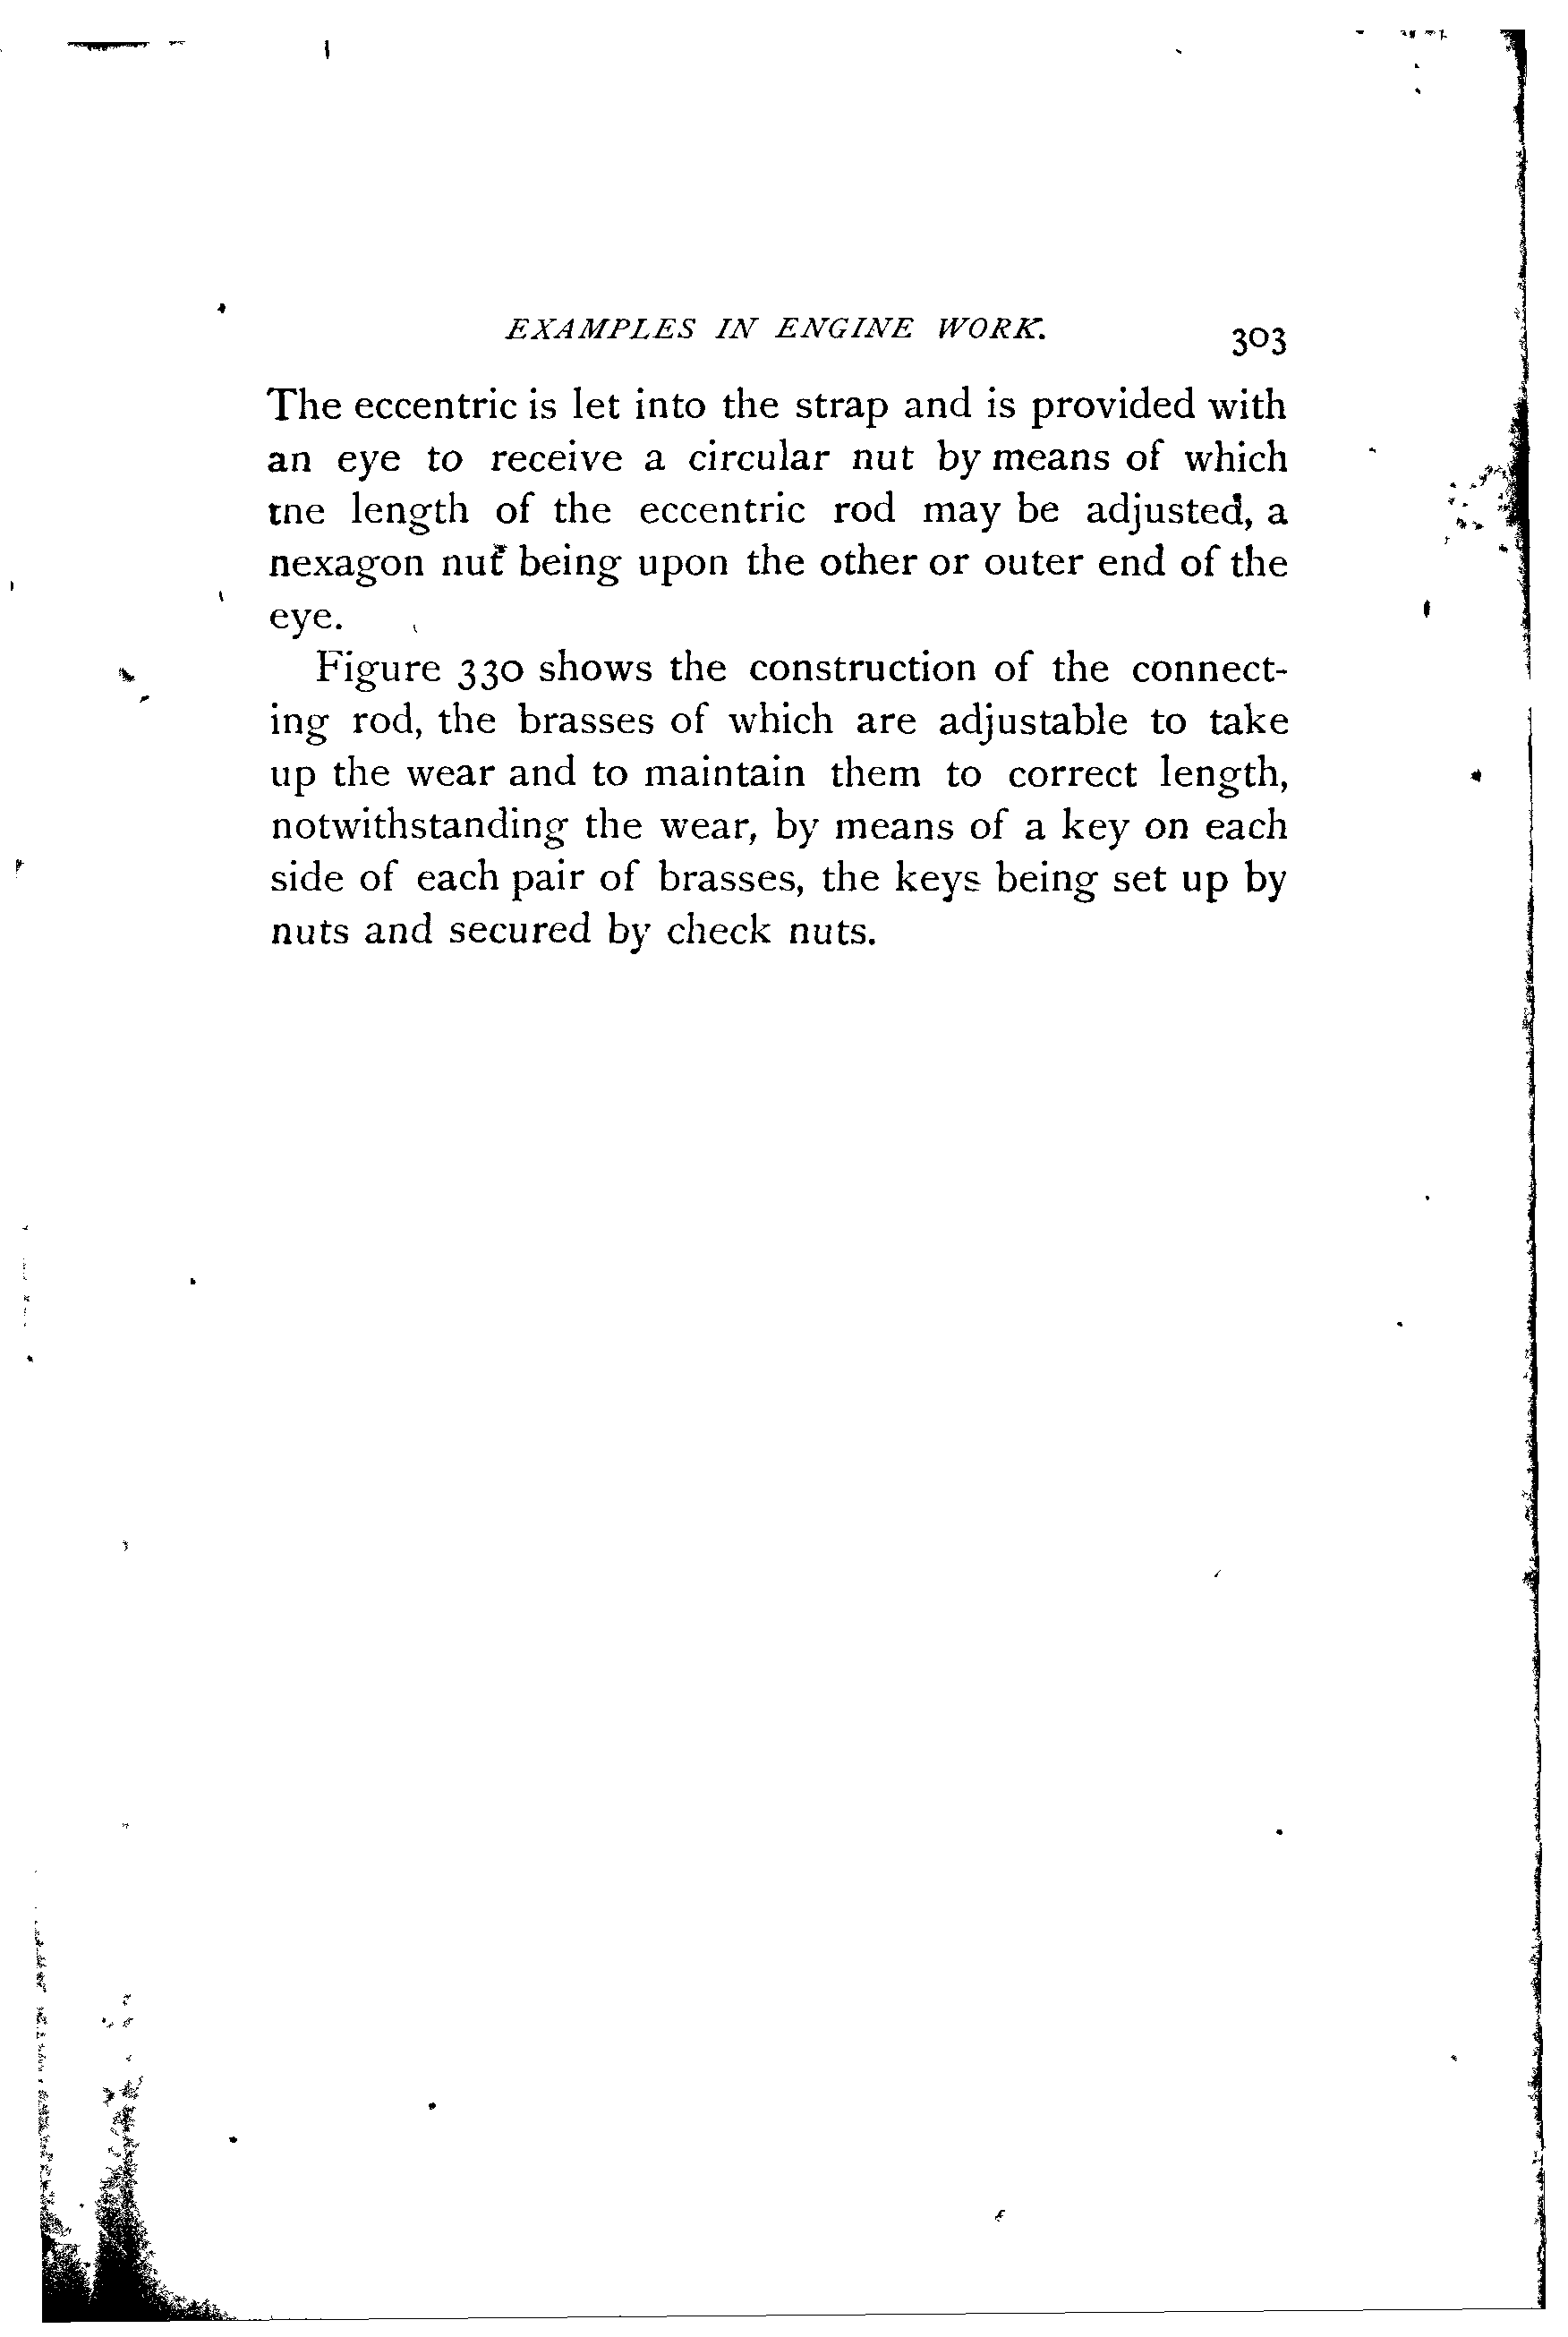 EXAMPLES IN ENGINE WORK. 303
The eccentric is let into the strap and is provided with
an eye to receive a circular nut by means of which
tne length of the eccentric rod may be adjusted, a
nexagon nut being upon the other or outer end of the
eye.
Figure 330 shows the construction of the connect-
ing rod, the brasses of which are adjustable to take
up the wear and to maintain them to correct length,
notwithstanding the wear, by means of a key on each
side of each pair of brasses, the keys being set up by
nuts and secured by check nuts.